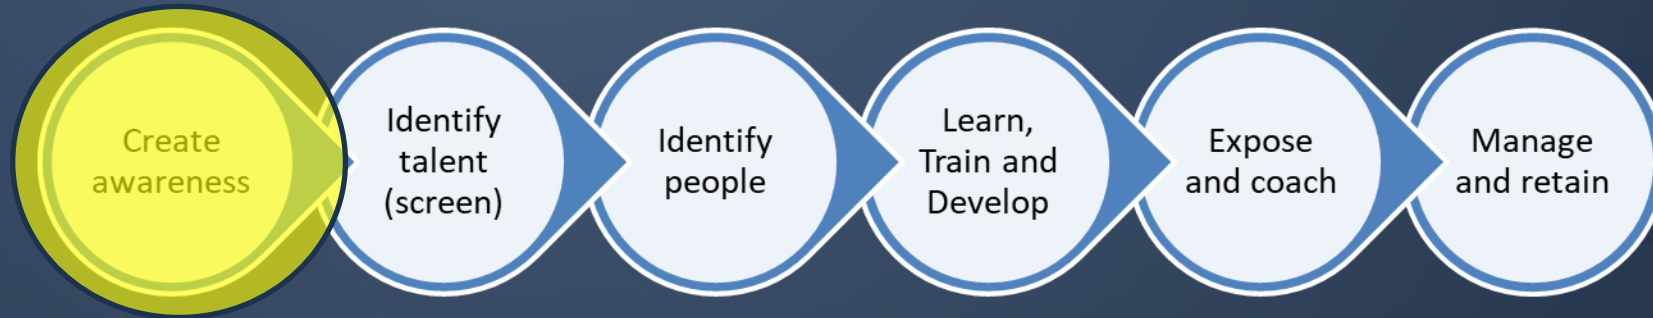 Create
awareness
Identify
talent
(screen)
Identify
people
Learn,
Train and
Develop
Expose
and coach
Manage
and retain